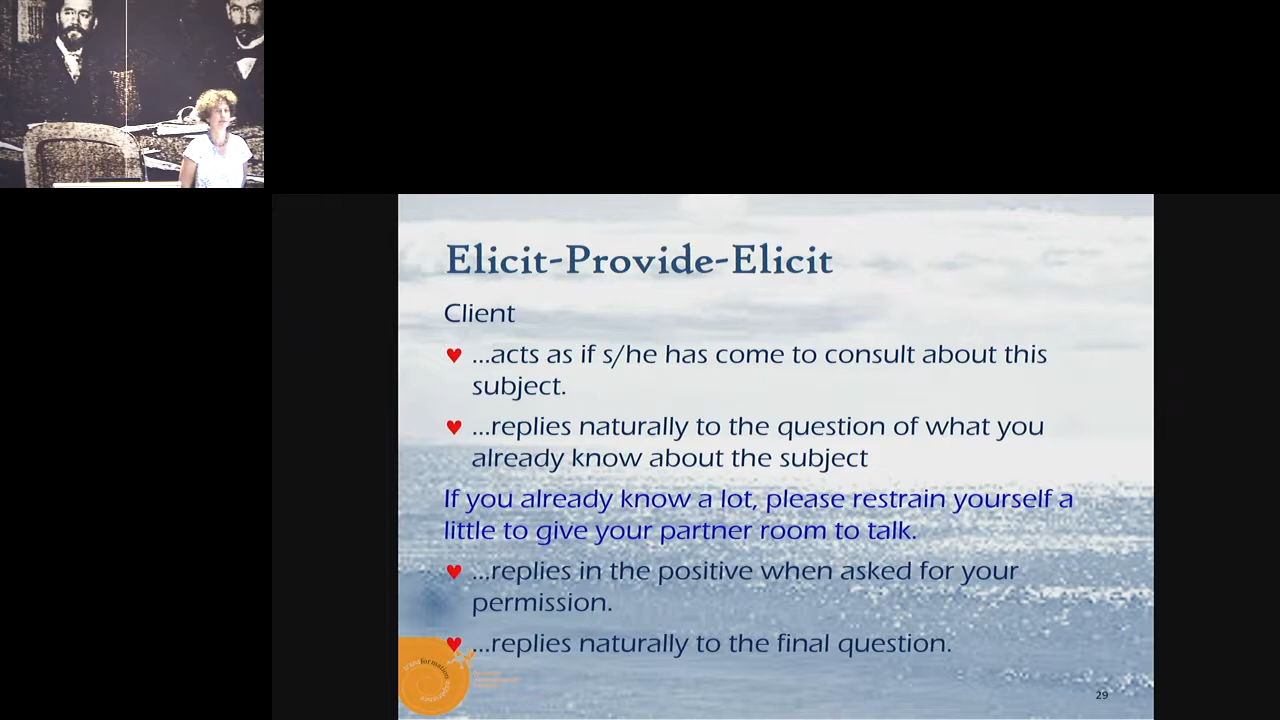 Elicit-Provide-Elicit
Client
...acts as if s/he has come to consult about this
subject.
...replies naturally to the question of what you
already know about the subject
If you already know a lot, please restrain yourself a
little to give your partner room to talk.
...replies in the positive when asked for your
permission.
...replies naturally to the final question.
29